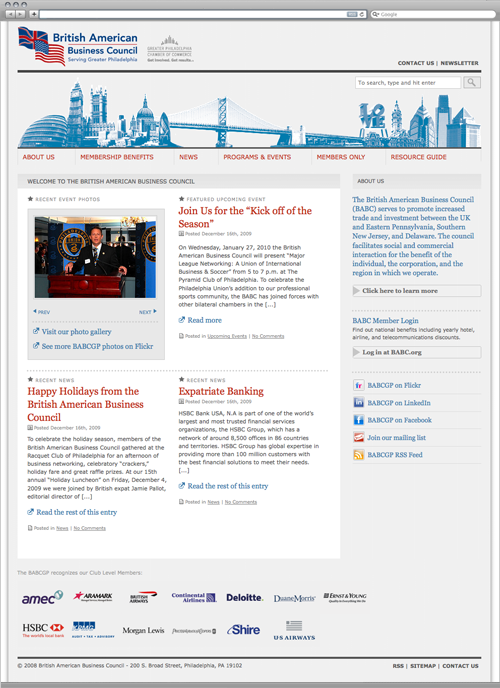 Google
British American
Business Council
Serving Greater Philadelphia
GREATER PHILADELPHIA
CHAMBER OF COMMERCE
Get involved. Get results.
CONTACT US | NEWSLETTER
To search, type and hit enter
ABOUT US
MEMBERSHIP BENEFITS
NEWS
PROGRAMS & EVENTS
MEMBERS ONLY
RESOURCE GUIDE
WELCOME TO THE BRITISH AMERICAN BUSINESS COUNCIL
RECENT EVENT PHOTOS
PREV
NEXT
Visit our photo gallery
See more BABCGP photos on Flickr
FEATURED UPCOMING EVENT
Join Us for the “Kick off of the
Season”
Posted December 16th, 2009
On Wednesday, January 27, 2010 the British
American Business Council will present “Major
League Networking: A Union of International
Business & Soccer” from 5 to 7 p.m. at The
Pyramid Club of Philadelphia. To celebrate the
Philadelphia Union’s addition to our professional
sports community, the BABC has joined forces with
other bilateral chambers in the [...]
Read more
Posted in Upcoming Events | No Comments
RECENT NEWS
Happy Holidays from the
British American Business
Council
Posted December 16th, 2009
To celebrate the holiday season, members of the
British American Business Council gathered at the
Racquet Club of Philadelphia for an afternoon of
business networking, celebratory “crackers,”
holiday fare and great raffle prizes. At our 15th
annual “Holiday Luncheon” on Friday, December 4,
2009 we were joined by British expat Jamie Pallot,
editorial director of [...]
Read the rest of this entry
Posted in News | No Comments
RECENT NEWS
Expatriate Banking
Posted December 16th, 2009
HSBC Bank USA, N.A is part of one of the world’s
largest and most trusted financial services
organizations, the HSBC Group, which has a
network of around 8,500 offices in 86 countries
and territories. HSBC Group has global expertise in
providing more than 100 million customers with
the best financial solutions to meet their needs.
[...]
Read the rest of this entry
Posted in News | No Comments
ABOUT US
The British American Business Council
(BABC) serves to promote increased
trade and investment between the UK
and Eastern Pennsylvania, Southern
New Jersey, and Delaware. The council
facilitates social and commercial
interaction for the benefit of the
individual, the corporation, and the
region in which we operate.
Click here to learn more
BABC Member Login
Find out national benefits including yearly hotel,
airline, and telecommunications discounts.
Log in at BABC.org
BABCGP on Flickr
BABCGP on LinkedIn
BABCGP on Facebook
Join our mailing list
BABCGP RSS Feed
The BABCGP recognizes our Club Level Members:
amec
ARAMARK
BRITISH AIRWAYS
Continental Airlines
Deloitte.
Duane Morris
ERNST & YOUNG
Quality In Everything We Do
HSBC
The world's local bank
KPMG
AUDIT • TAX • ADVISORY
Morgan Lewis
Shire
US AIRWAYS
© 2008 British American Business Council - 200 S. Broad Street, Philadelphia, PA 19102
RSS | SITEMAP | CONTACT US